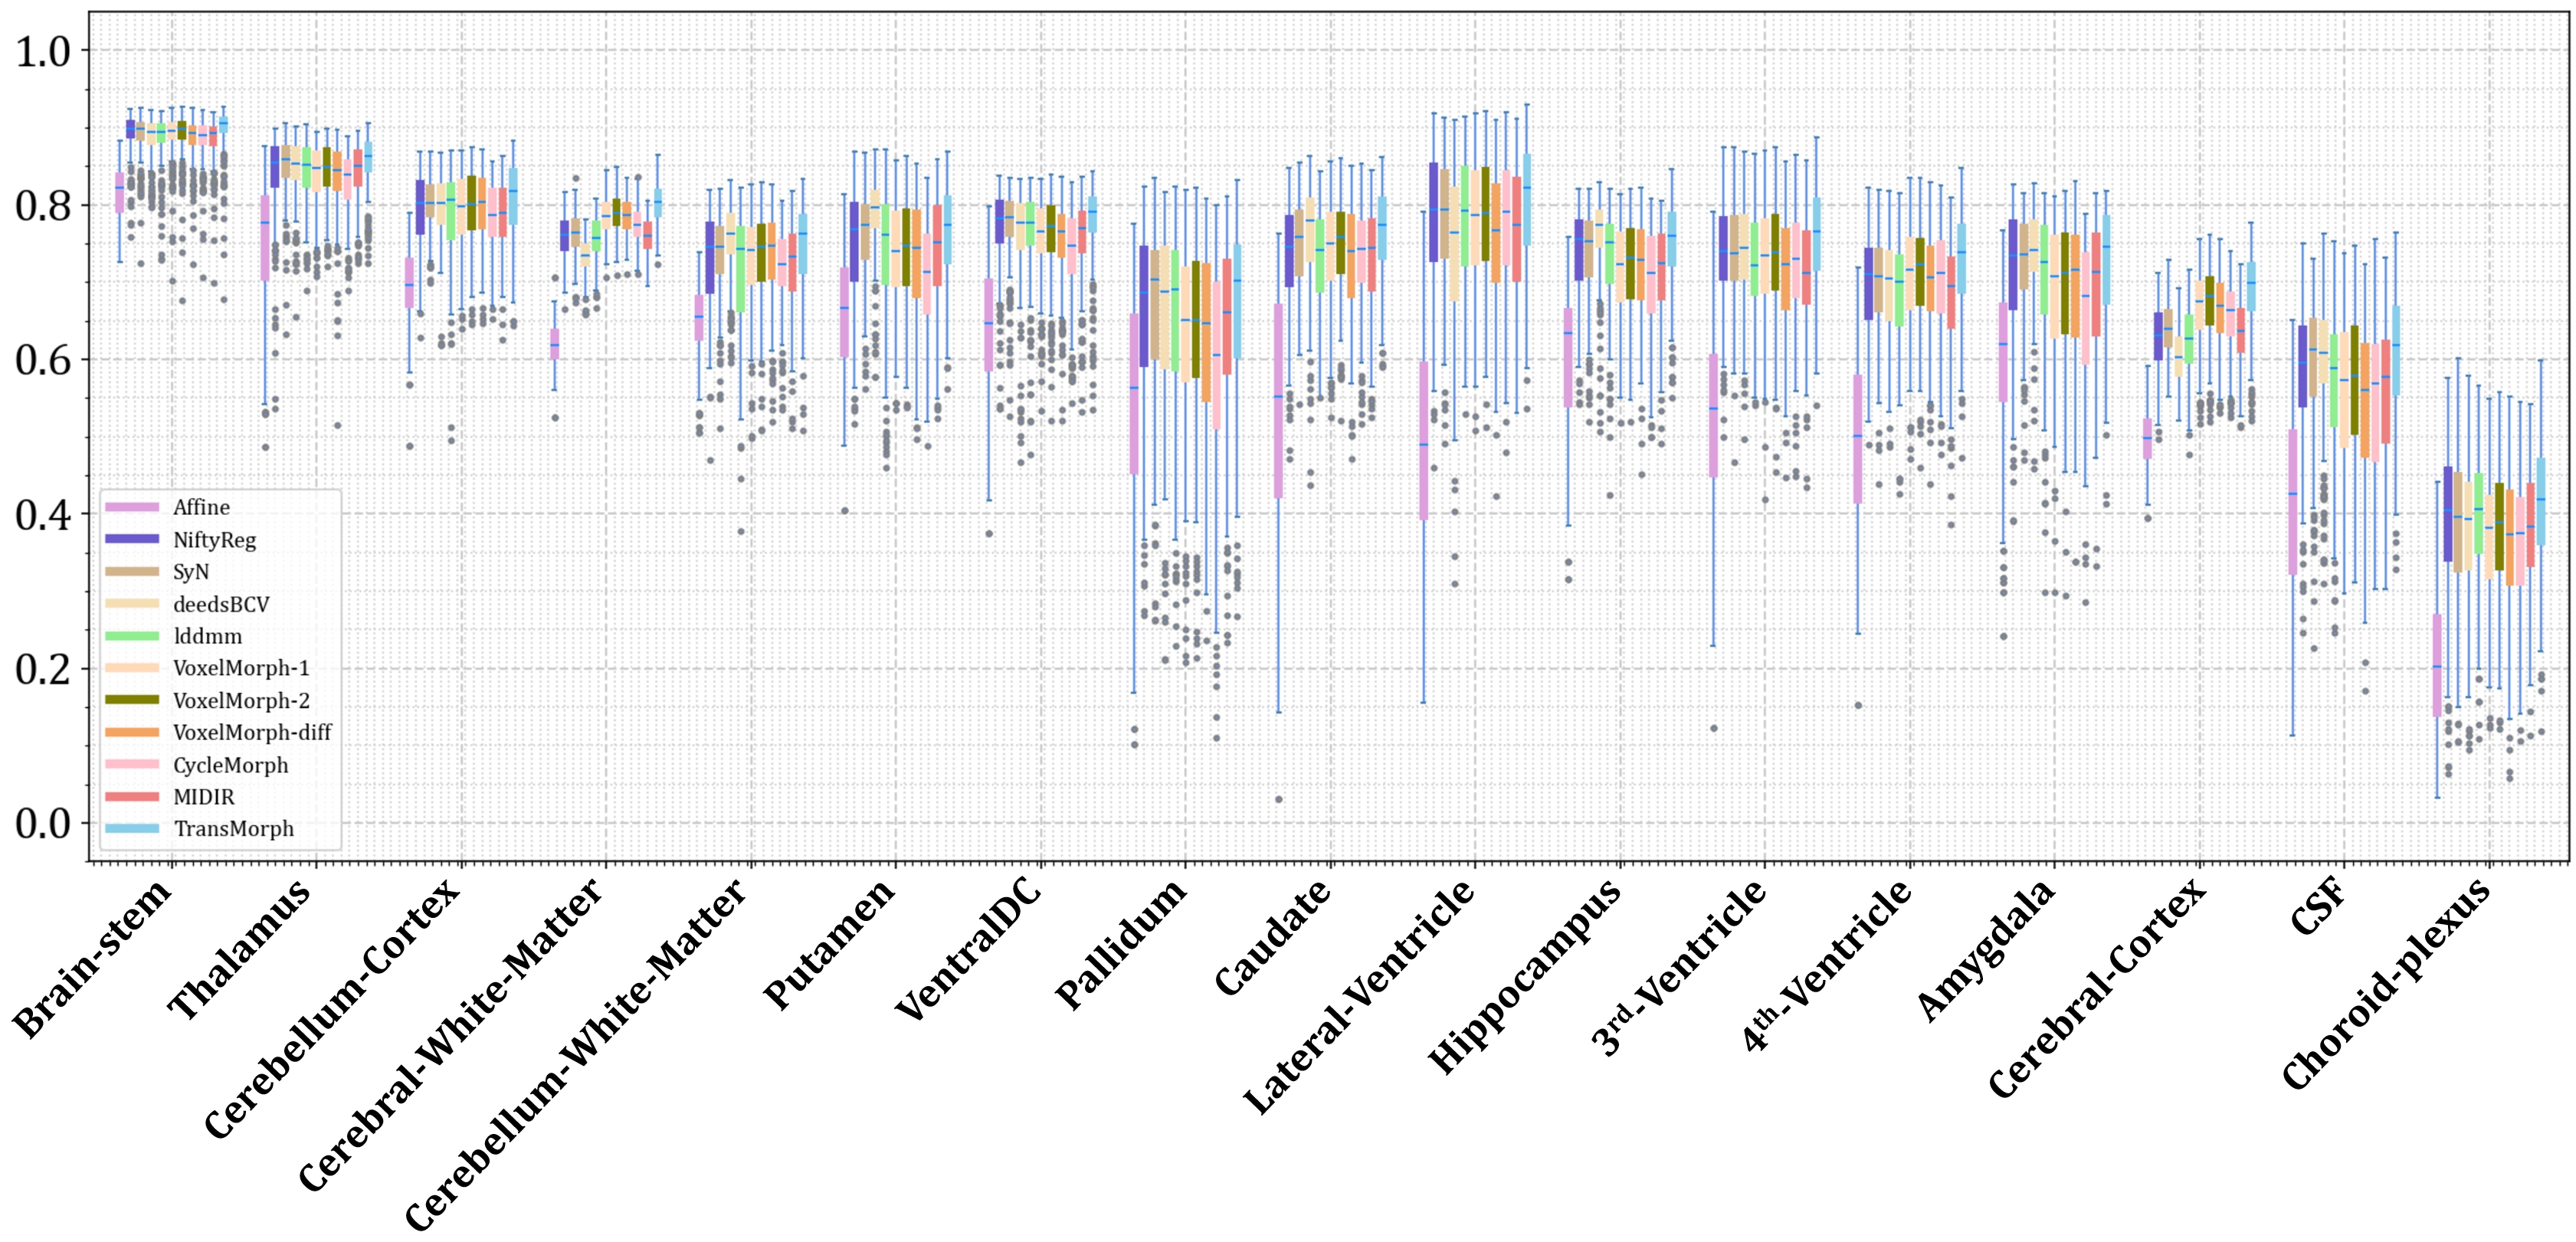 1.0
0.8
0.6
0.4
0.2
0.0
Affine
NiftyReg
SyN
deedsBCV
lddmm
VoxelMorph-1
VoxelMorph-2
VoxelMorph-diff
CycleMorph
MIDIR
TransMorph
Brain-stem
Thalamus
Cerebellum-Cortex
Cerebral-White-Matter
Cerebellum-White-Matter
Putamen
VentralDC
Pallidum
Caudate
Lateral-Ventricle
Hippocampus
3rd-Ventricle
4th-Ventricle
Amygdala
Cerebral-Cortex
CSF
Choroid-plexus